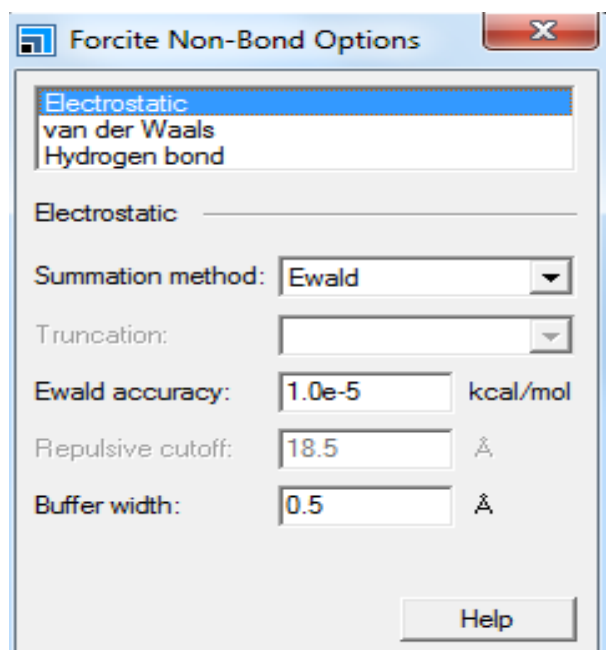 Forcite Non-Bond Options
Electrostatic
van der Waals
Hydrogen bond
Electrostatic
Summation method: Ewald
Truncation:
Ewald accuracy: 1.0e-5 kcal/mol
Repulsive cutoff: 18.5 Å
Buffer width: 0.5 Å
Help